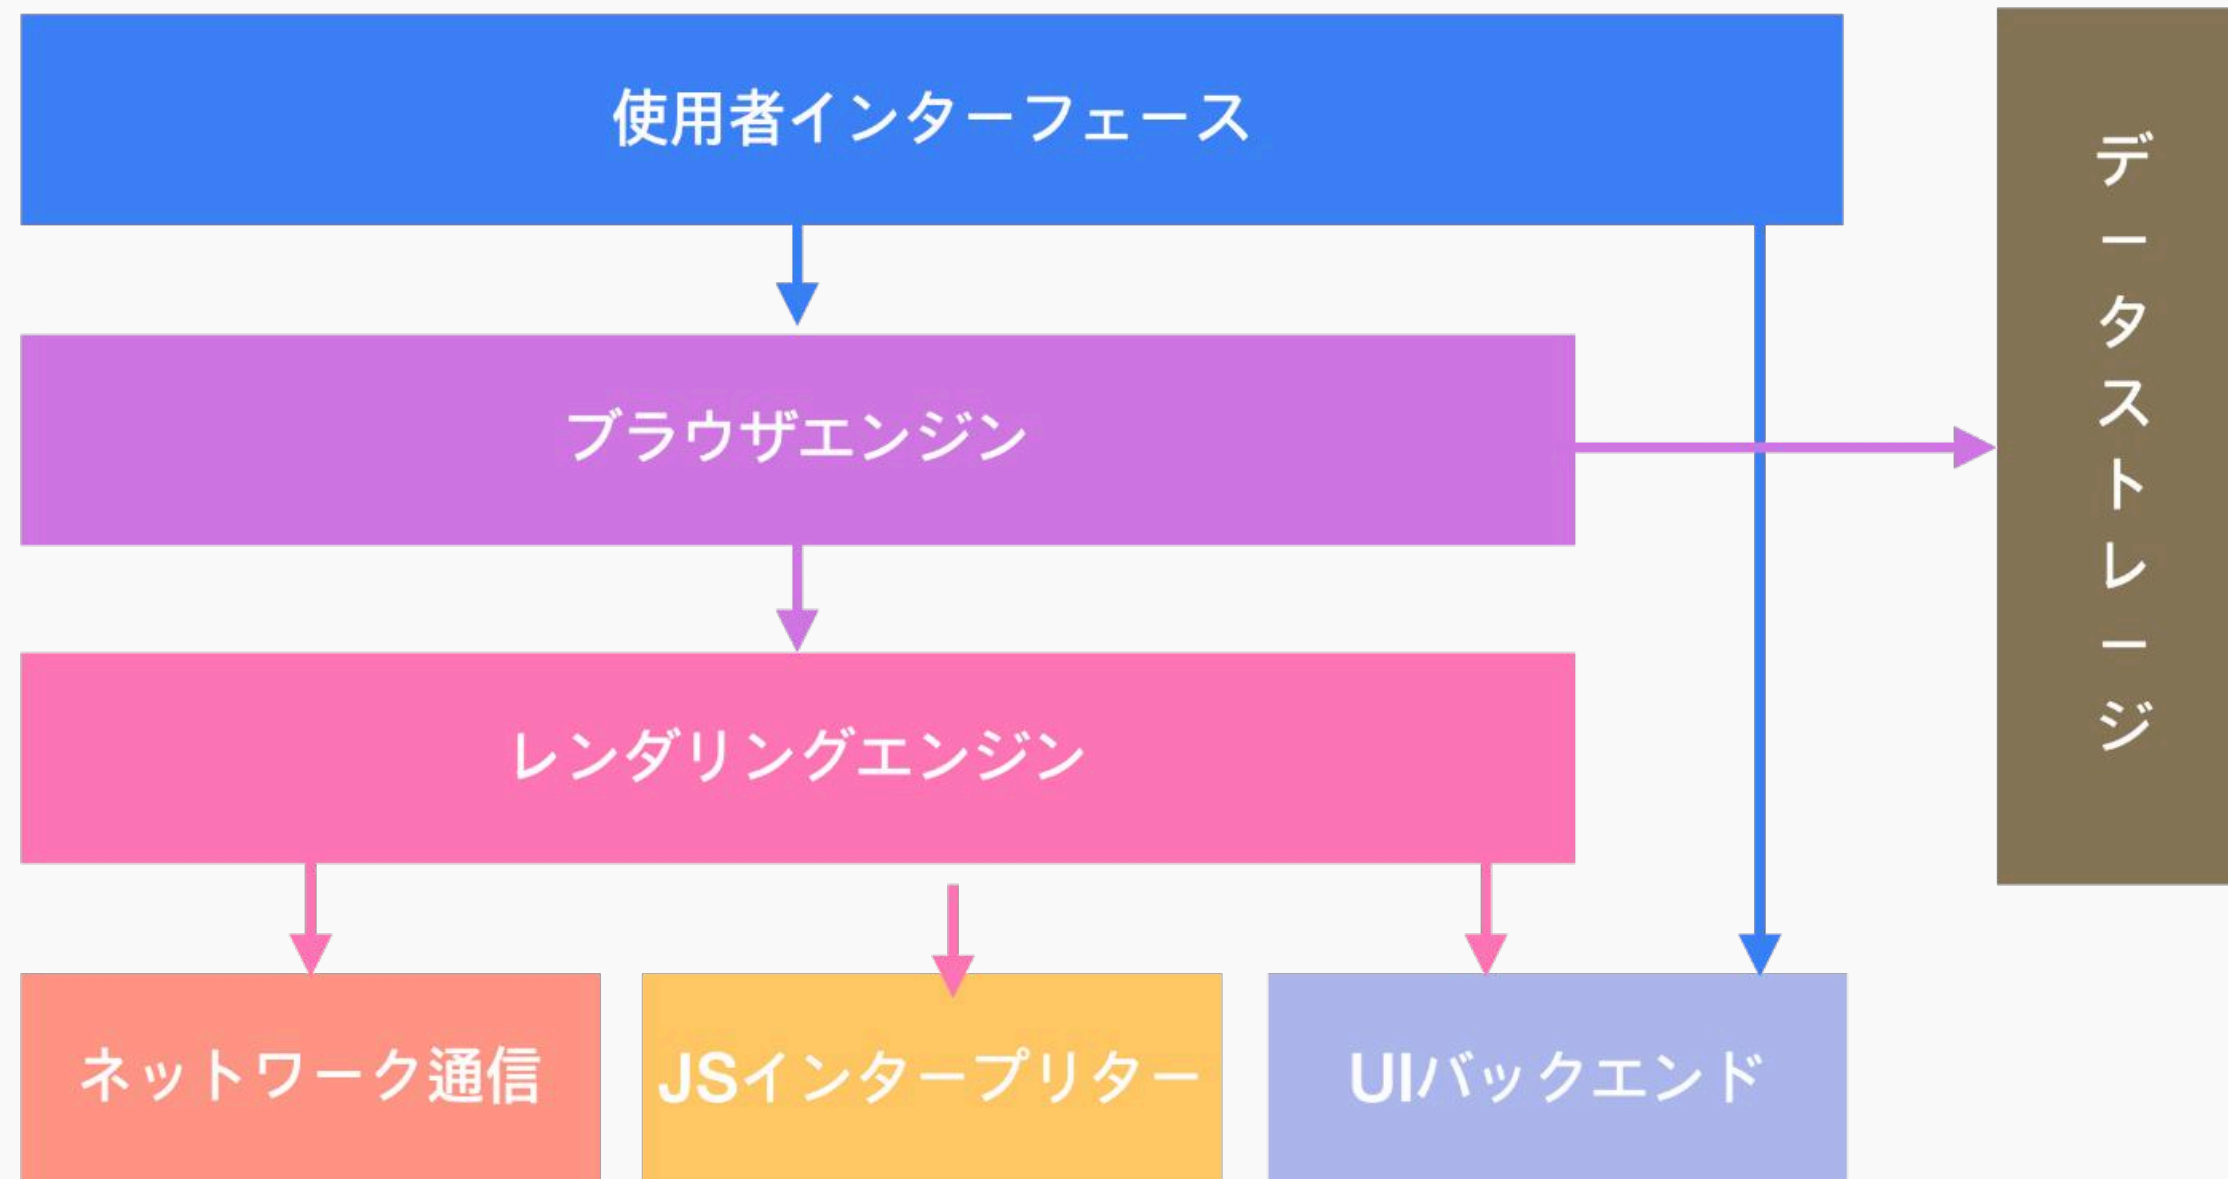 使用者インターフェース
データストレージ
ブラウザエンジン
レンダリングエンジン
ネットワーク通信
JSインタープリター
UIバックエンド